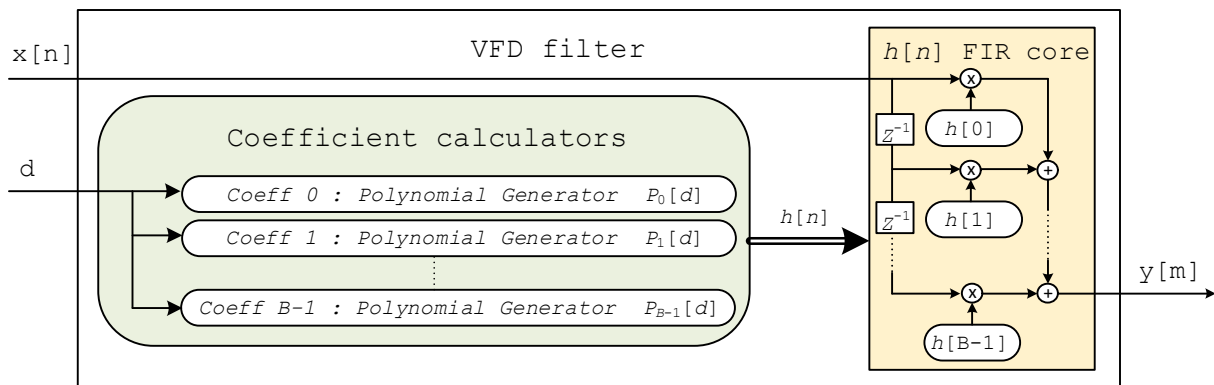 VFD filter
x[n]
d
Coefficient calculators
Coeff 0 : Polynomial Generator P₀[d]
Coeff 1 : Polynomial Generator P₁[d]
Coeff B-1 : Polynomial Generator P_B-1[d]
h[n]
h[n] FIR core
x
h[0]
Z⁻¹
x
+
h[1]
Z⁻¹
x
+
h[B-1]
y[m]